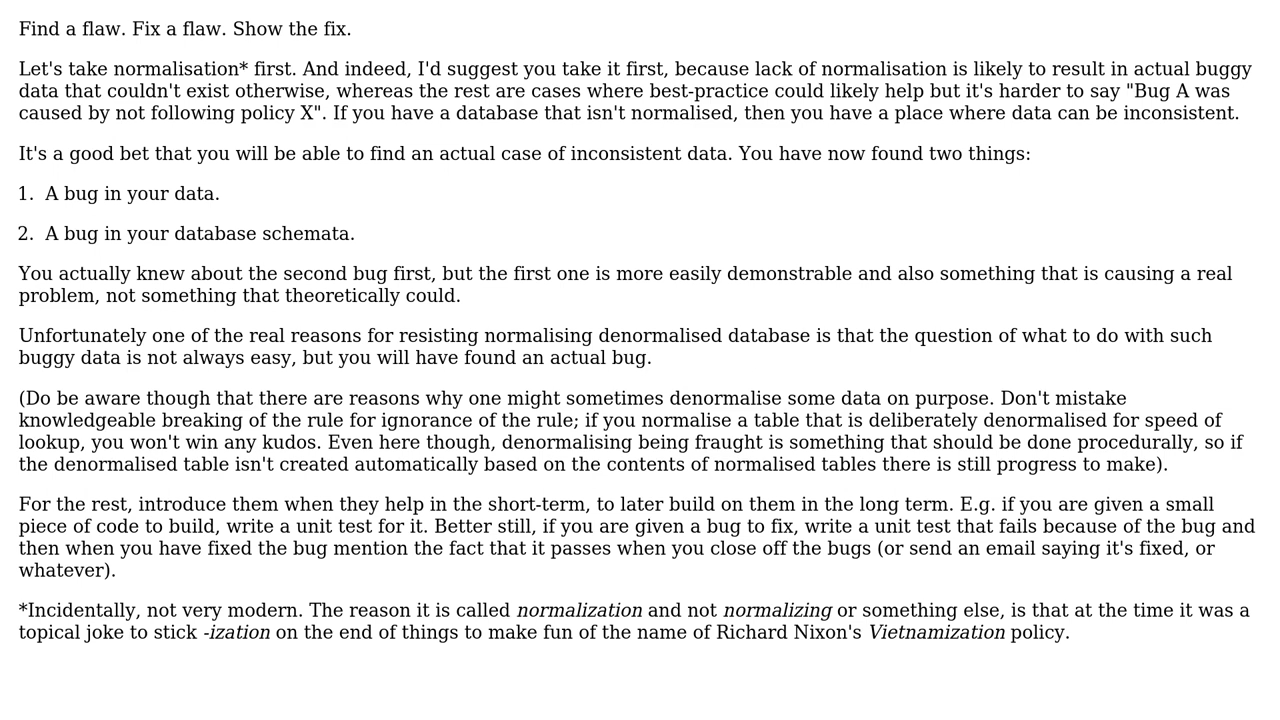 Find a flaw. Fix a flaw. Show the fix.
Let's take normalisation* first. And indeed, I'd suggest you take it first, because lack of normalisation is likely to result in actual buggy
data that couldn't exist otherwise, whereas the rest are cases where best-practice could likely help but it's harder to say "Bug A was
caused by not following policy X". If you have a database that isn't normalised, then you have a place where data can be inconsistent.
It's a good bet that you will be able to find an actual case of inconsistent data. You have now found two things:
1. A bug in your data.
2. A bug in your database schemata.
You actually knew about the second bug first, but the first one is more easily demonstrable and also something that is causing a real
problem, not something that theoretically could.
Unfortunately one of the real reasons for resisting normalising denormalised database is that the question of what to do with such
buggy data is not always easy, but you will have found an actual bug.
(Do be aware though that there are reasons why one might sometimes denormalise some data on purpose. Don't mistake
knowledgeable breaking of the rule for ignorance of the rule; if you normalise a table that is deliberately denormalised for speed of
lookup, you won't win any kudos. Even here though, denormalising being fraught is something that should be done procedurally, so if
the denormalised table isn't created automatically based on the contents of normalised tables there is still progress to make).
For the rest, introduce them when they help in the short-term, to later build on them in the long term. E.g. if you are given a small
piece of code to build, write a unit test for it. Better still, if you are given a bug to fix, write a unit test that fails because of the bug and
then when you have fixed the bug mention the fact that it passes when you close off the bugs (or send an email saying it's fixed, or
whatever).
*Incidentally, not very modern. The reason it is called normalization and not normalizing or something else, is that at the time it was a
topical joke to stick -ization on the end of things to make fun of the name of Richard Nixon's Vietnamization policy.